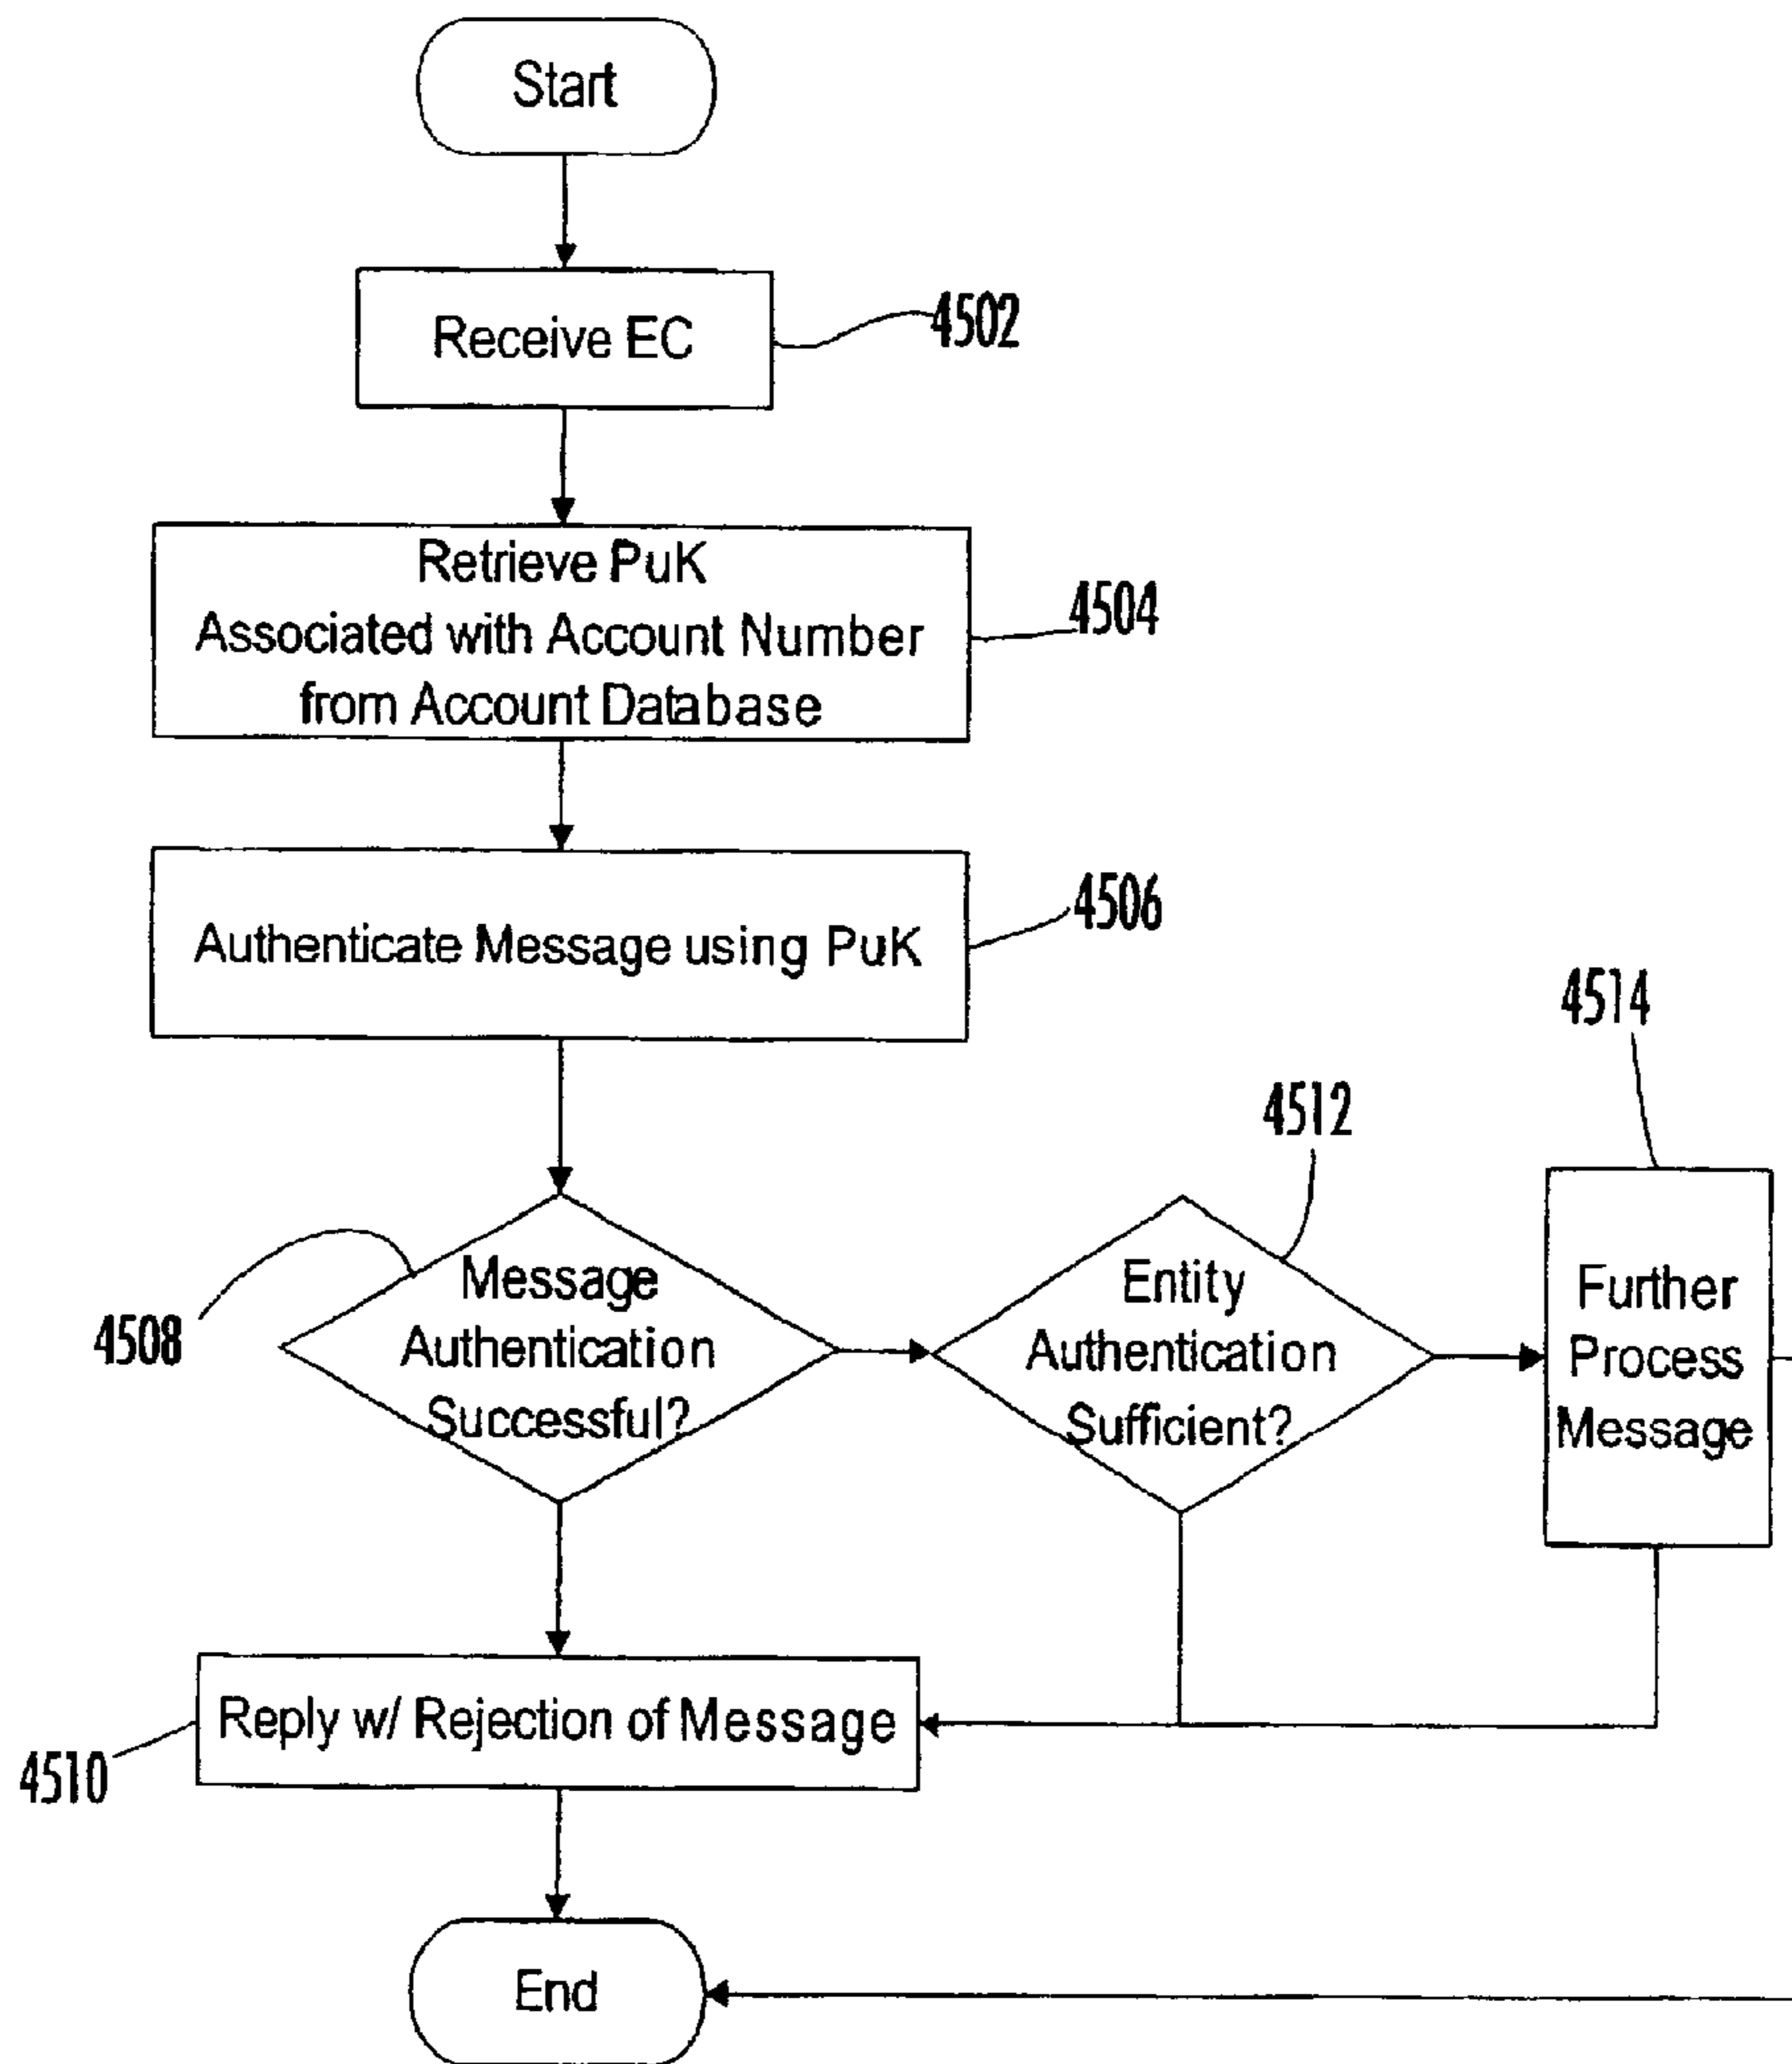 Start
Receive EC
4502
Retrieve PuK
Associated with Account Number
from Account Database
4504
Authenticate Message using PuK
4506
4514
4512
Message
Authentication
Successful?
4508
Entity
Authentication
Sufficient?
Further
Process
Message
Reply w/ Rejection of Message
4510
End